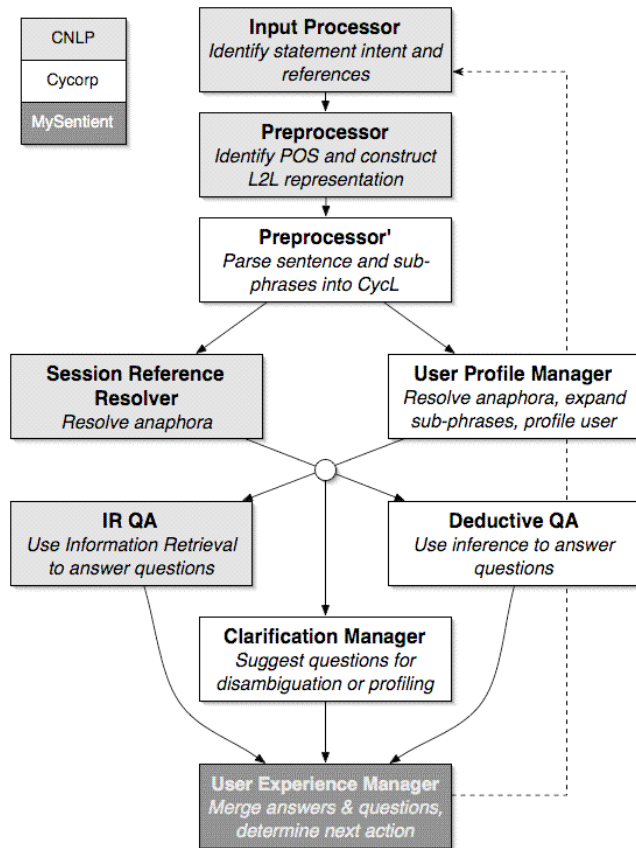 CNLP
Cycorp
MySentient
Input Processor
Identify statement intent and
references
Preprocessor
Identify POS and construct
L2L representation
Preprocessor'
Parse sentence and sub-
phrases into CycL
Session Reference
Resolver
Resolve anaphora
User Profile Manager
Resolve anaphora, expand
sub-phrases, profile user
IR QA
Use Information Retrieval
to answer questions
Deductive QA
Use inference to answer
questions
Clarification Manager
Suggest questions for
disambiguation or profiling
User Experience Manager
Merge answers & questions,
determine next action